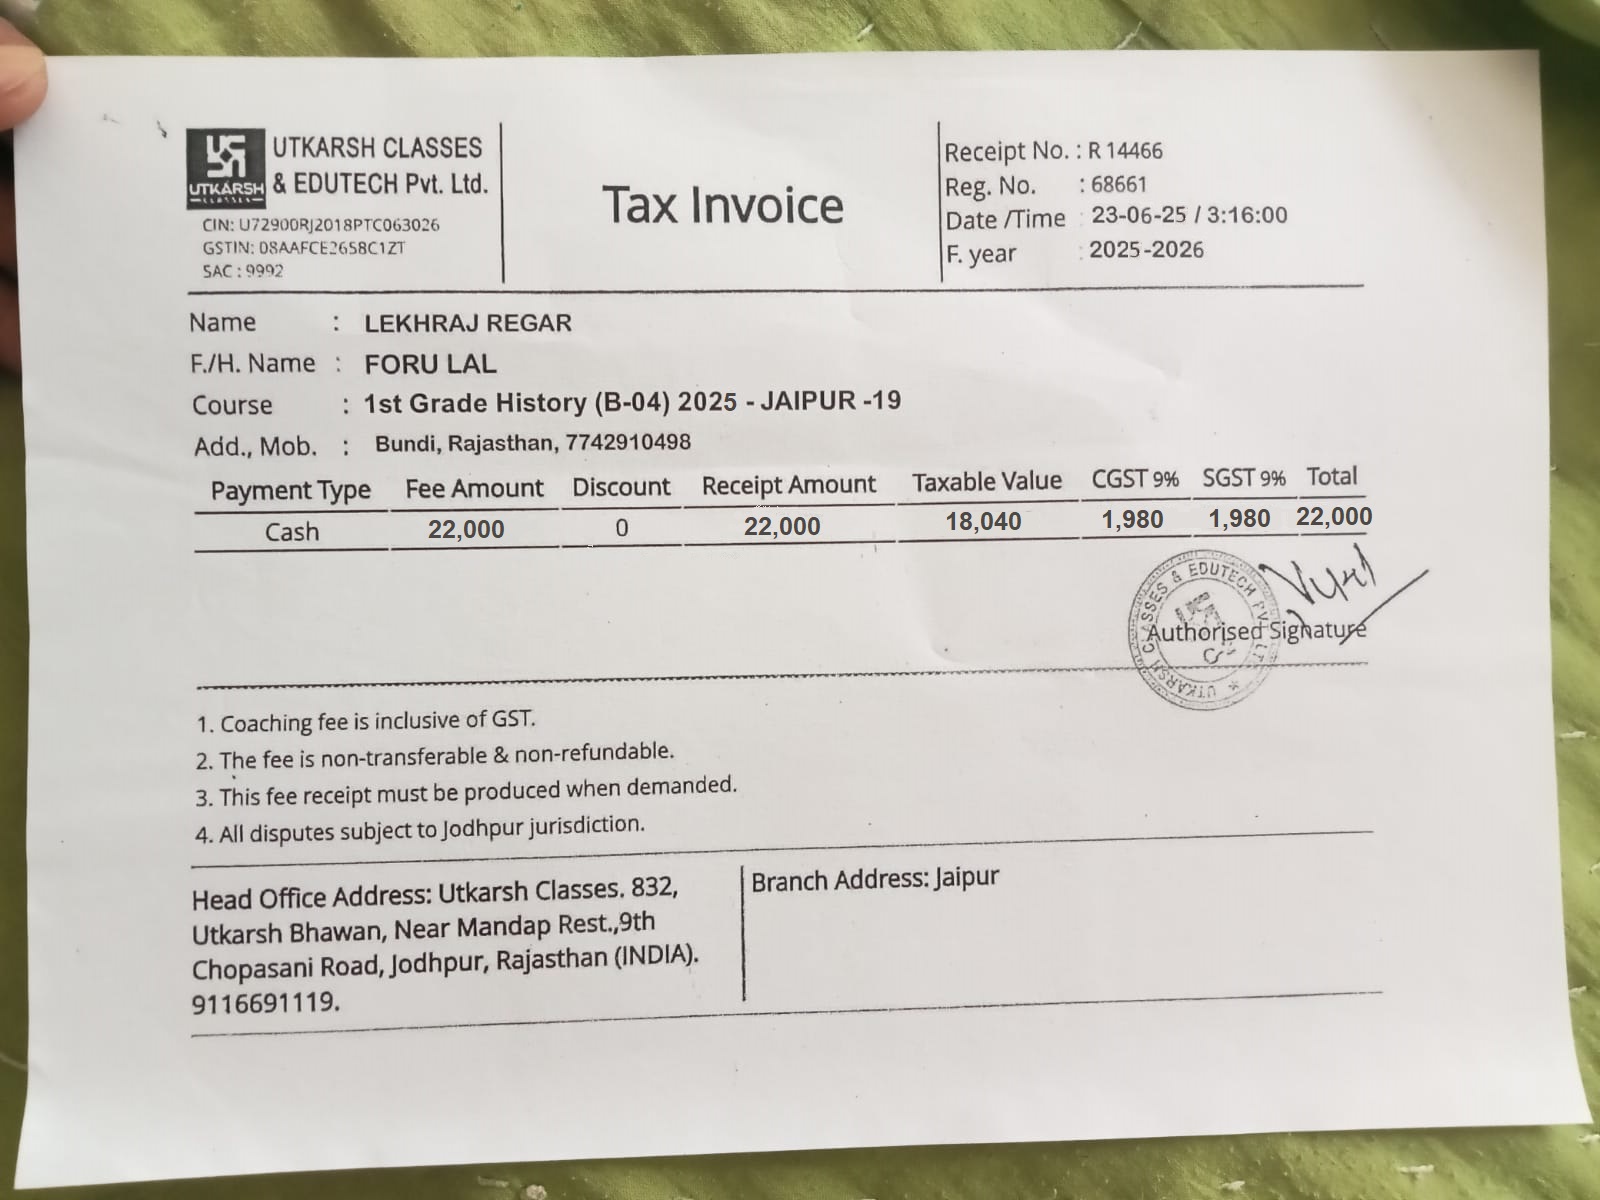 UTKARSH CLASSES
& EDUTECH Pvt. Ltd.
UTKARSH
CLASSES
CIN: U72900RJ2018PTC063026
GSTIN: 08AAFCE2658C1ZT
SAC : 9992
Tax Invoice
Receipt No. : R 14466
Reg. No. : 68661
Date /Time : 23-06-25 / 3:16:00
F. year : 2025-2026
Name : LEKHRAJ REGAR
F./H. Name : FORU LAL
Course : 1st Grade History (B-04) 2025 - JAIPUR -19
Add., Mob. : Bundi, Rajasthan, 7742910498
Payment Type Fee Amount Discount Receipt Amount Taxable Value CGST 9% SGST 9% Total
Cash 22,000 0 22,000 18,040 1,980 1,980 22,000
UTKARSH CLASSES & EDUTECH PVT. LTD.
Authorised Signature
1. Coaching fee is inclusive of GST.
2. The fee is non-transferable & non-refundable.
3. This fee receipt must be produced when demanded.
4. All disputes subject to Jodhpur jurisdiction.
Head Office Address: Utkarsh Classes. 832,
Utkarsh Bhawan, Near Mandap Rest.,9th
Chopasani Road, Jodhpur, Rajasthan (INDIA).
9116691119.
Branch Address: Jaipur